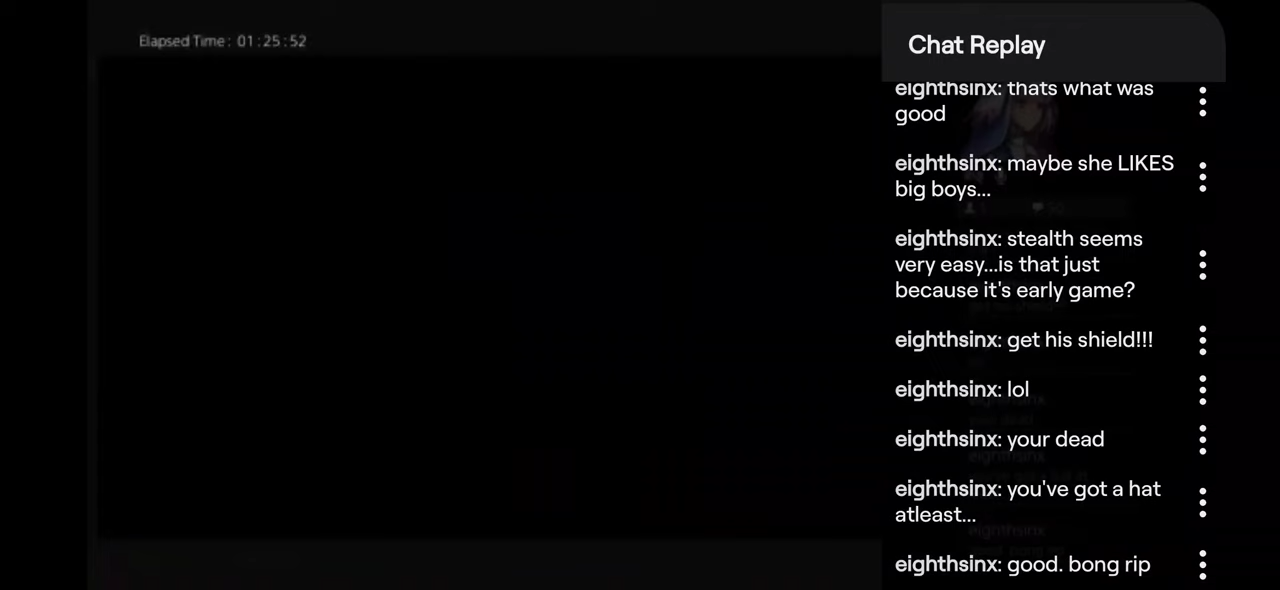 Elapsed Time: 01:25:52
Chat Replay
eighthsinx: thats what was
good
eighthsinx: maybe she LIKES
big boys...
eighthsinx: stealth seems
very easy...is that just
because it's early game?
eighthsinx: get his shield!!!
eighthsinx: lol
eighthsinx: your dead
eighthsinx: you've got a hat
atleast...
eighthsinx: good. bong rip